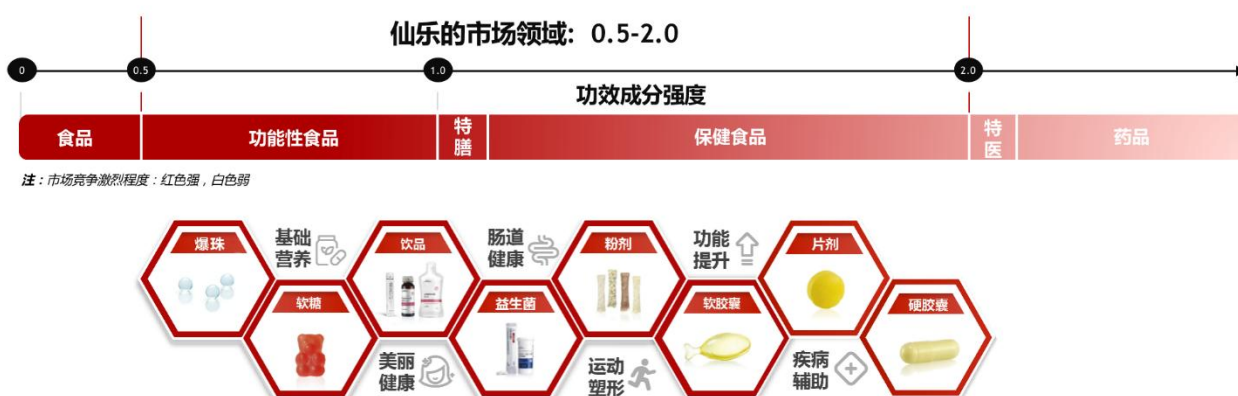 仙乐的市场领域: 0.5-2.0
0
0.5
1.0
2.0
功效成分强度
食品
功能性食品
特
膳
保健食品
特
医
药品
注：市场竞争激烈程度：红色强，白色弱
爆珠
基础
营养
饮品
肠道
健康
粉剂
功能
提升
片剂
软糖
美丽
健康
益生菌
运动
塑形
软胶囊
疾病
辅助
硬胶囊